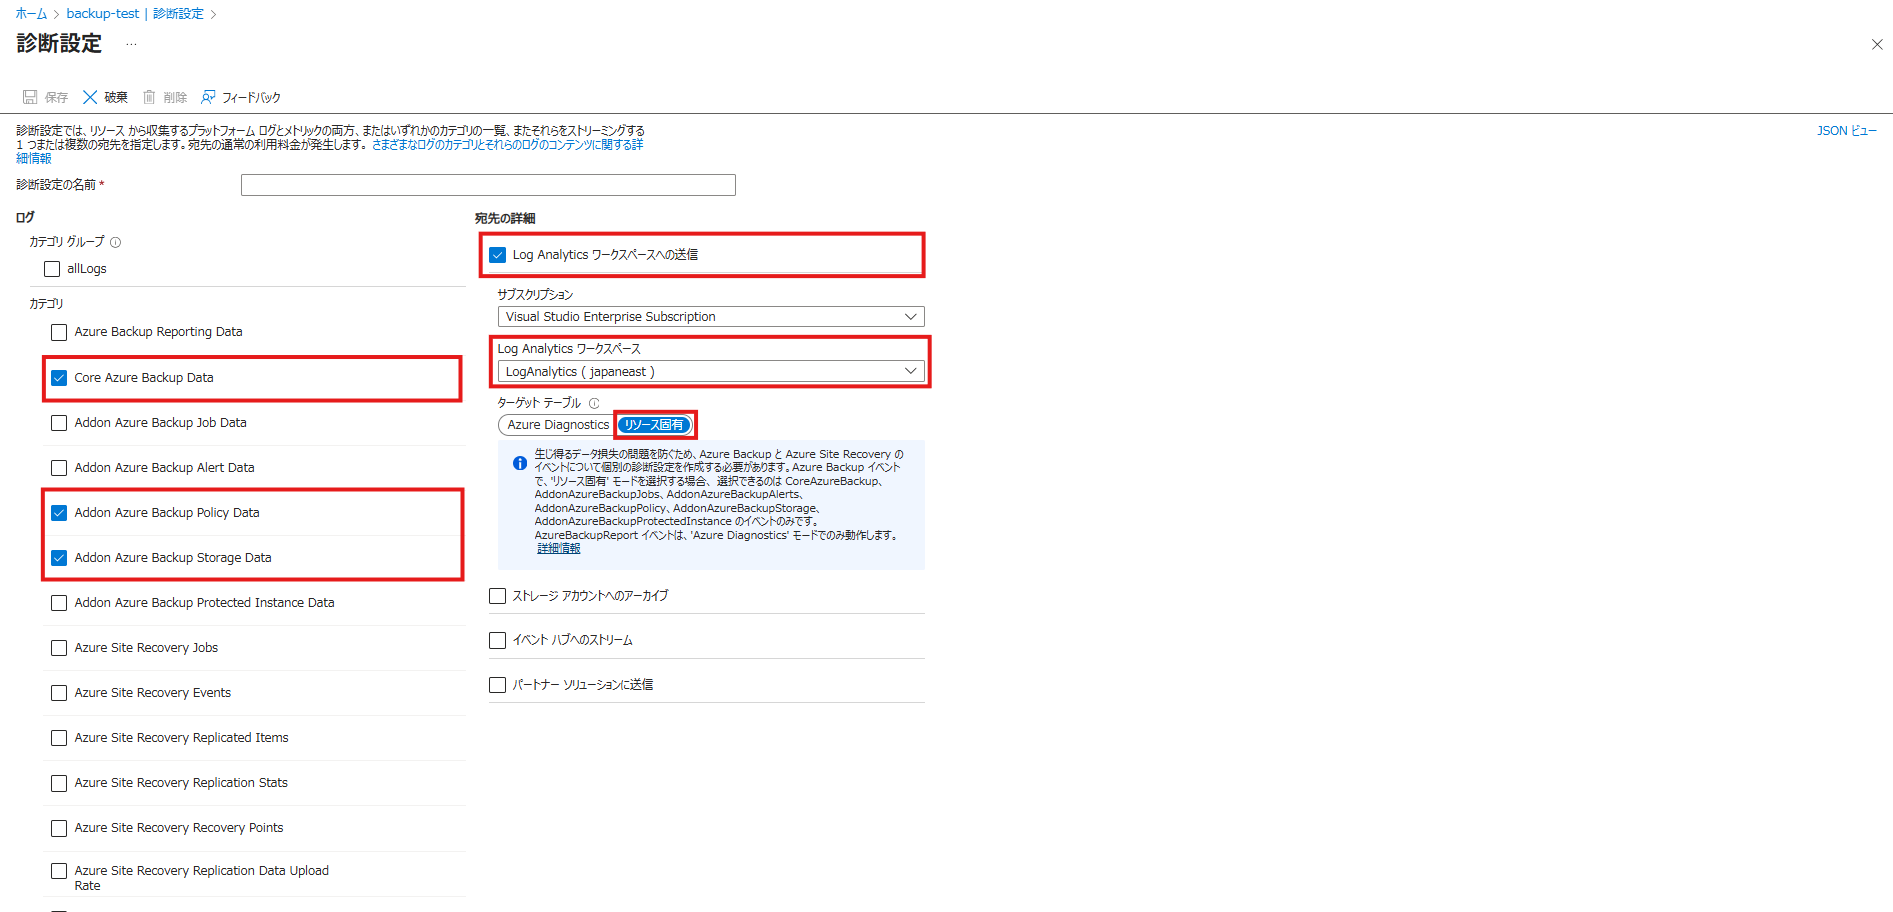 ホーム > backup-test | 診断設定 >
診断設定 …
保存 破棄 削除 フィードバック
診断設定では、リソース から収集するプラットフォーム ログとメトリックの両方、またはいずれかのカテゴリの一覧、またそれらをストリーミングする
1 つまたは複数の宛先を指定します。宛先の通常の利用料金が発生します。 さまざまなログのカテゴリとそれらのログのコンテンツに関する詳
細情報
JSON ビュー
診断設定の名前 *
ログ
カテゴリ グループ
allLogs
カテゴリ
Azure Backup Reporting Data
Core Azure Backup Data
Addon Azure Backup Job Data
Addon Azure Backup Alert Data
Addon Azure Backup Policy Data
Addon Azure Backup Storage Data
Addon Azure Backup Protected Instance Data
Azure Site Recovery Jobs
Azure Site Recovery Events
Azure Site Recovery Replicated Items
Azure Site Recovery Replication Stats
Azure Site Recovery Recovery Points
Azure Site Recovery Replication Data Upload
Rate
宛先の詳細
Log Analytics ワークスペースへの送信
サブスクリプション
Visual Studio Enterprise Subscription
Log Analytics ワークスペース
LogAnalytics ( japaneast )
ターゲット テーブル
Azure Diagnostics リソース固有
生じ得るデータ損失の問題を防ぐため、Azure Backup と Azure Site Recovery の
イベントについて個別の診断設定を作成する必要があります。Azure Backup イベント
で、'リソース固有' モードを選択する場合、選択できるのは CoreAzureBackup、
AddonAzureBackupJobs、AddonAzureBackupAlerts、
AddonAzureBackupPolicy、AddonAzureBackupStorage、
AddonAzureBackupProtectedInstance のイベントのみです。
AzureBackupReport イベントは、'Azure Diagnostics' モードでのみ動作します。
詳細情報
ストレージ アカウントへのアーカイブ
イベント ハブへのストリーム
パートナー ソリューションに送信